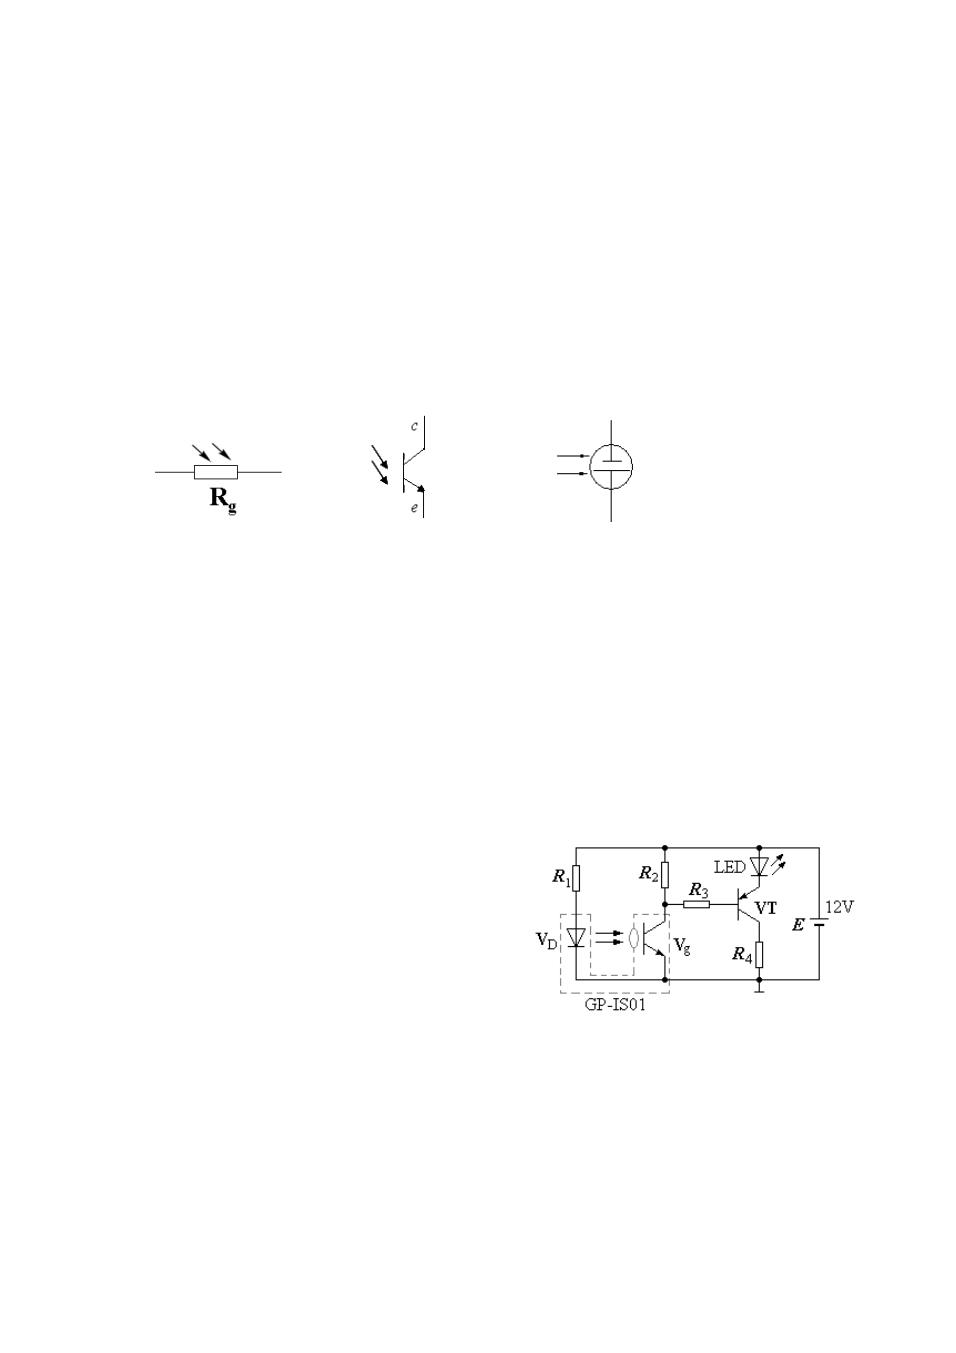 c
R_g
e
LED
R_1
R_2
R_3
12V
VT
E
V_D
V_g
R_4
GP-IS01